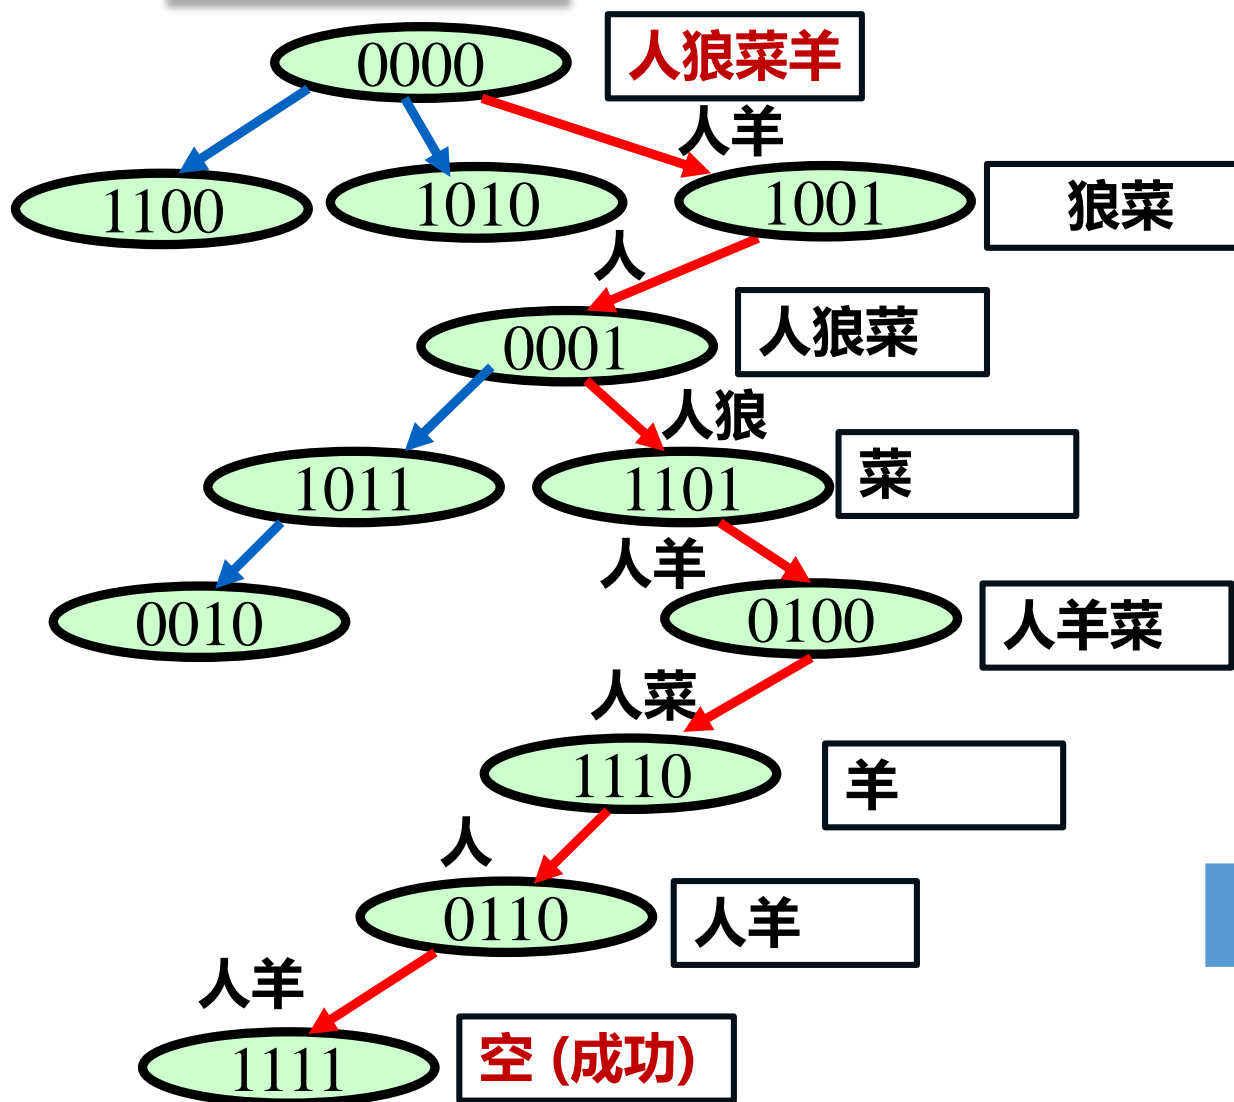 0000
人狼菜羊
人羊
1100
1010
1001
狼菜
人
0001
人狼菜
人狼
1011
1101
菜
人羊
0010
0100
人羊菜
人菜
1110
羊
人
0110
人羊
人羊
1111
空 (成功)